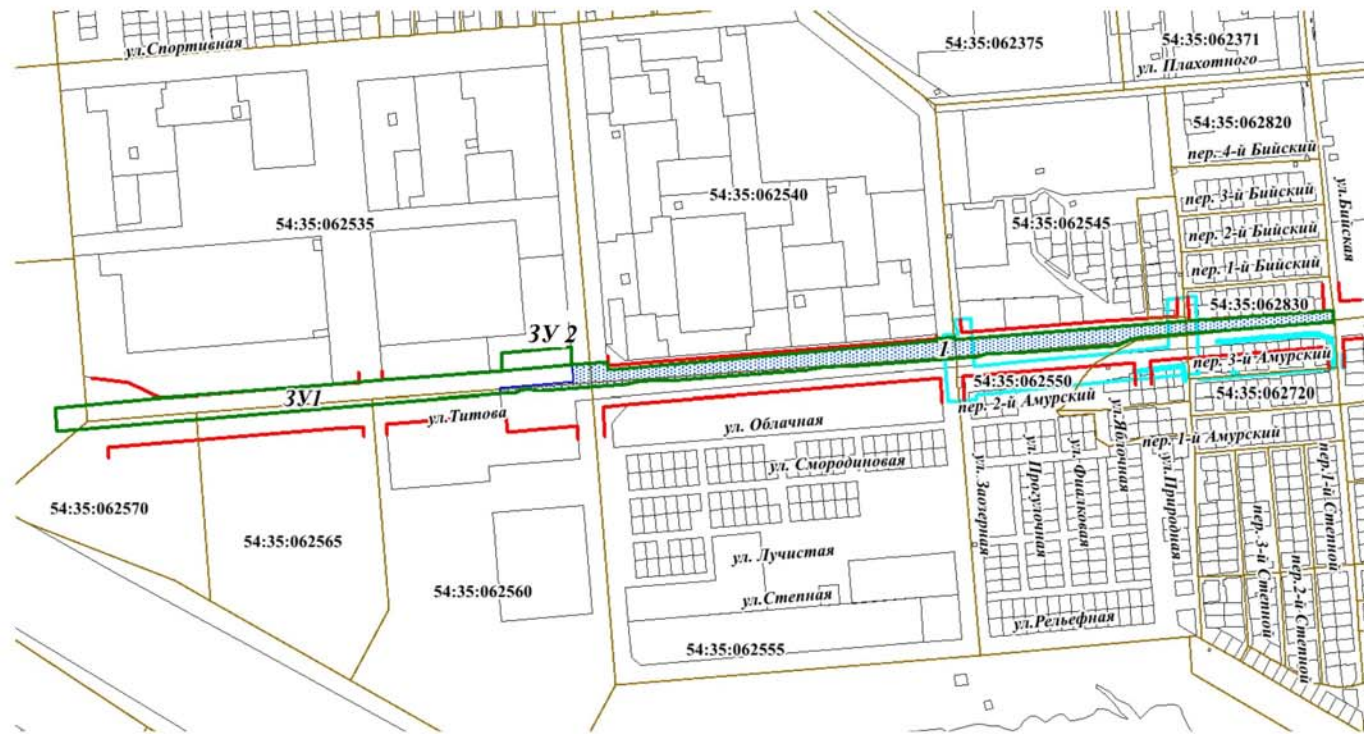 ул.Спортивная
54:35:062375
54:35:062371
ул. Плахотного
54:35:062820
пер. 4-й Бийский
ул.Бийская
54:35:062535
54:35:062540
54:35:062545
пер. 3-й Бийский
пер. 2-й Бийский
пер. 1-й Бийский
54:35:062830
ЗУ 2
1
ЗУ1
ул.Титова
пер. 3-й Амурский
54:35:062550
54:35:062720
пер. 2-й Амурский
пер. 1-й Амурский
ул. Облачная
ул. Смородиновая
ул. Заозерная
ул. Прогулочная
ул. Фиалковая
ул.Яблочная
ул.Природная
пер. 3-й Степной
пер.2-й Степной
пер.1-й Степной
54:35:062570
54:35:062565
54:35:062560
ул. Лучистая
ул.Степная
ул.Рельефная
54:35:062555